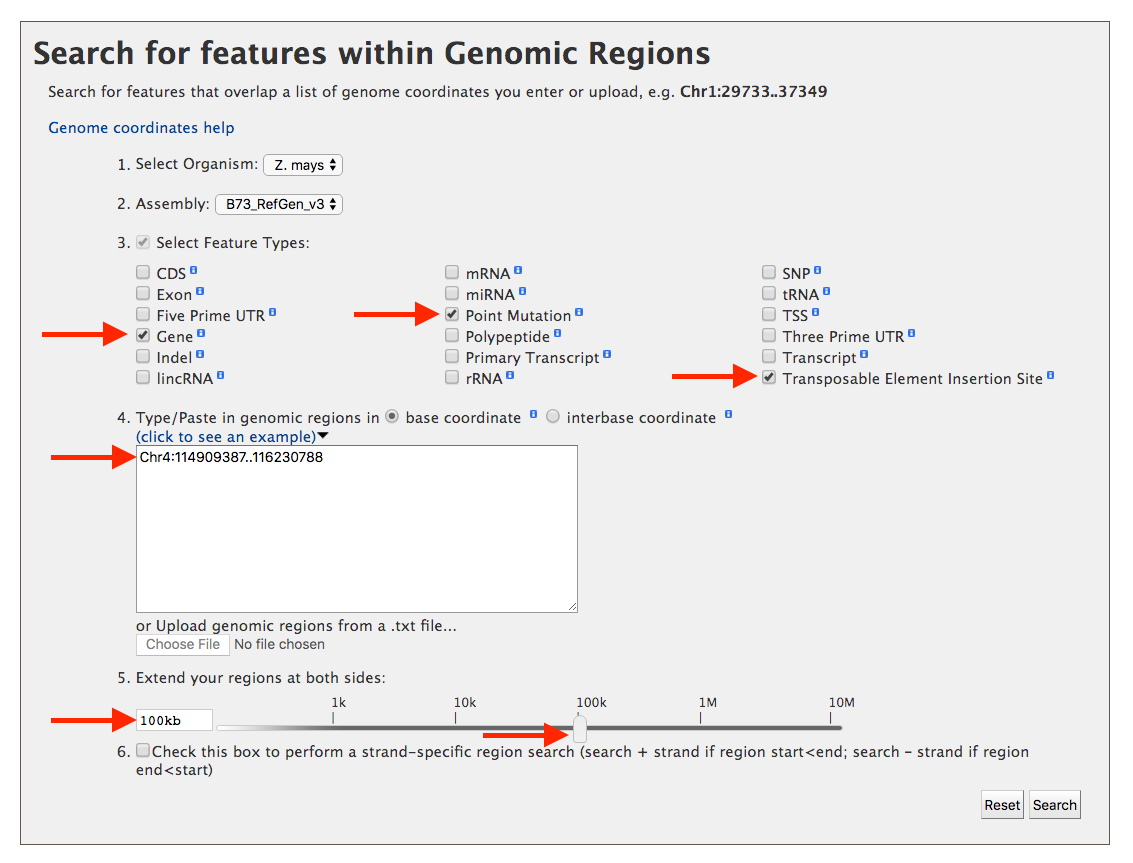 Search for features within Genomic Regions
Search for features that overlap a list of genome coordinates you enter or upload, e.g. Chr1:29733..37349
Genome coordinates help
1. Select Organism: Z. mays
2. Assembly: B73_RefGen_v3
3. Select Feature Types:
CDS i mRNA i SNP i
Exon i miRNA i tRNA i
Five Prime UTR i Point Mutation i TSS i
Gene i Polypeptide i Three Prime UTR i
Indel i Primary Transcript i Transcript i
lincRNA i rRNA i Transposable Element Insertion Site i
4. Type/Paste in genomic regions in base coordinate i interbase coordinate i
(click to see an example)
Chr4:114909387..116230788
or Upload genomic regions from a .txt file...
Choose File No file chosen
5. Extend your regions at both sides:
1k 10k 100k 1M 10M
100kb
6. Check this box to perform a strand-specific region search (search + strand if region start<end; search - strand if region
end<start)
Reset Search